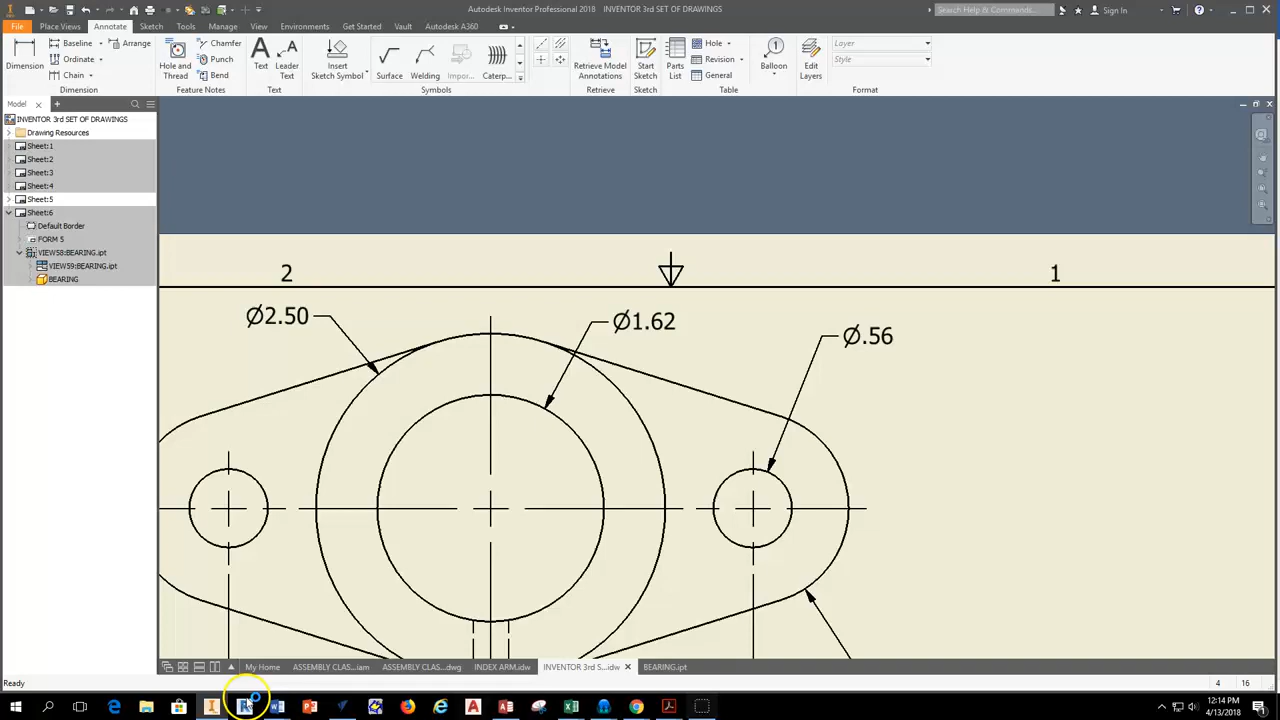 Autodesk Inventor Professional 2018 INVENTOR 3rd SET OF DRAWINGS
Search Help & Commands...
Sign In
File Place Views Annotate Sketch Tools Manage View Environments Get Started Vault Autodesk A360
Dimension
Baseline
Ordinate
Chain
Arrange
Dimension
Hole and Thread
Chamfer
Punch
Bend
Feature Notes
Text
Leader Text
Text
Insert Sketch Symbol
Surface
Welding
Impor...
Caterp...
Symbols
Retrieve Model Annotations
Retrieve
Start Sketch
Sketch
Parts List
Hole
Revision
General
Table
Balloon
Edit Layers
Layer
Style
Format
Model
INVENTOR 3rd SET OF DRAWINGS
Drawing Resources
Sheet:1
Sheet:2
Sheet:3
Sheet:4
Sheet:5
Sheet:6
Default Border
FORM 5
VIEW58:BEARING.ipt
VIEW59:BEARING.ipt
BEARING
2
1
Ø2.50
Ø1.62
Ø.56
My Home ASSEMBLY CLAS...iam ASSEMBLY CLAS...dwg INDEX ARM.idw INVENTOR 3rd S...idw BEARING.ipt
Ready
4 16
12:14 PM
4/13/2018